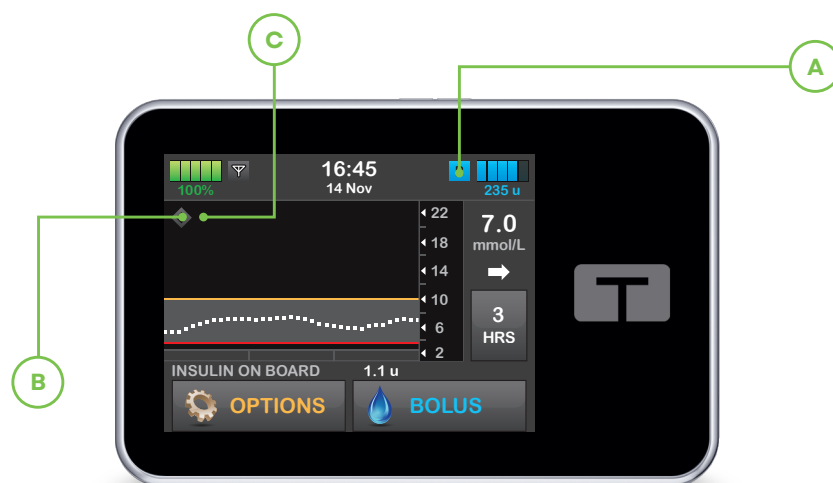 C
A
16:45
14 Nov
100%
235 u
22
7.0
mmol/L
18
14
10
3
HRS
6
2
INSULIN ON BOARD 1.1 u
OPTIONS
BOLUS
B
T